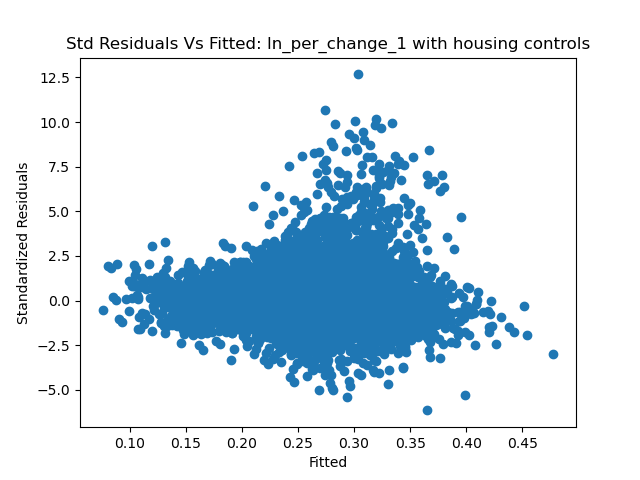 Std Residuals Vs Fitted: ln_per_change_1 with housing controls
12.5
10.0
7.5
5.0
2.5
0.0
−2.5
−5.0
Standardized Residuals
0.10 0.15 0.20 0.25 0.30 0.35 0.40 0.45
Fitted